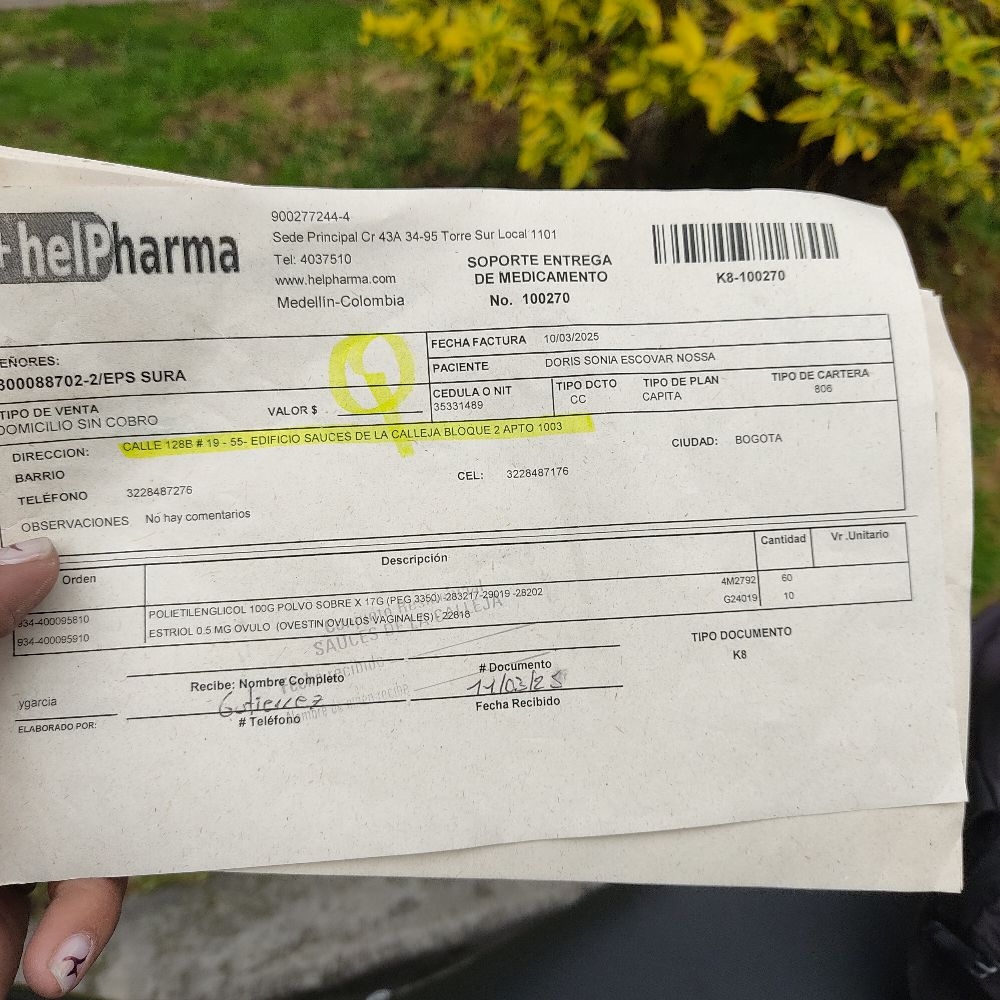 +helPharma
900277244-4
Sede Principal Cr 43A 34-95 Torre Sur Local 1101
Tel: 4037510
www.helpharma.com
Medellín-Colombia
SOPORTE ENTREGA
DE MEDICAMENTO
No. 100270
K8-100270
EÑORES:
800088702-2/EPS SURA
TIPO DE VENTA
DOMICILIO SIN COBRO
VALOR $
FECHA FACTURA 10/03/2025
PACIENTE DORIS SONIA ESCOVAR NOSSA
CEDULA O NIT
35331489
TIPO DCTO
CC
TIPO DE PLAN
CAPITA
TIPO DE CARTERA
806
DIRECCION: CALLE 128B # 19 - 55- EDIFICIO SAUCES DE LA CALLEJA BLOQUE 2 APTO 1003
CIUDAD: BOGOTA
BARRIO
TELÉFONO 3228487276
CEL: 3228487176
OBSERVACIONES No hay comentarios
Orden Descripción Cantidad Vr .Unitario
934-400095810 POLIETILENGLICOL 100G POLVO SOBRE X 17G (PEG 3350) -283217-29019 -28202 4M2792 60
934-400095910 ESTRIOL 0.5 MG OVULO (OVESTIN OVULOS VAGINALES) - 22818 G24019 10
SAUCES DE LA CALLEJA
TIPO DOCUMENTO
K8
Recibe: Nombre Completo
# Documento
ygarcia
Gutierrez
11/03/25
ELABORADO POR:
# Teléfono
Fecha Recibido